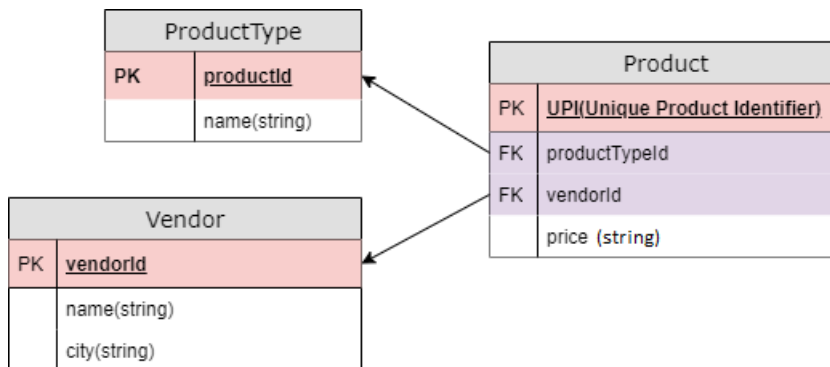 ProductType
PK productId
name(string)
Product
PK UPI(Unique Product Identifier)
FK productTypeId
FK vendorId
price (string)
Vendor
PK vendorId
name(string)
city(string)